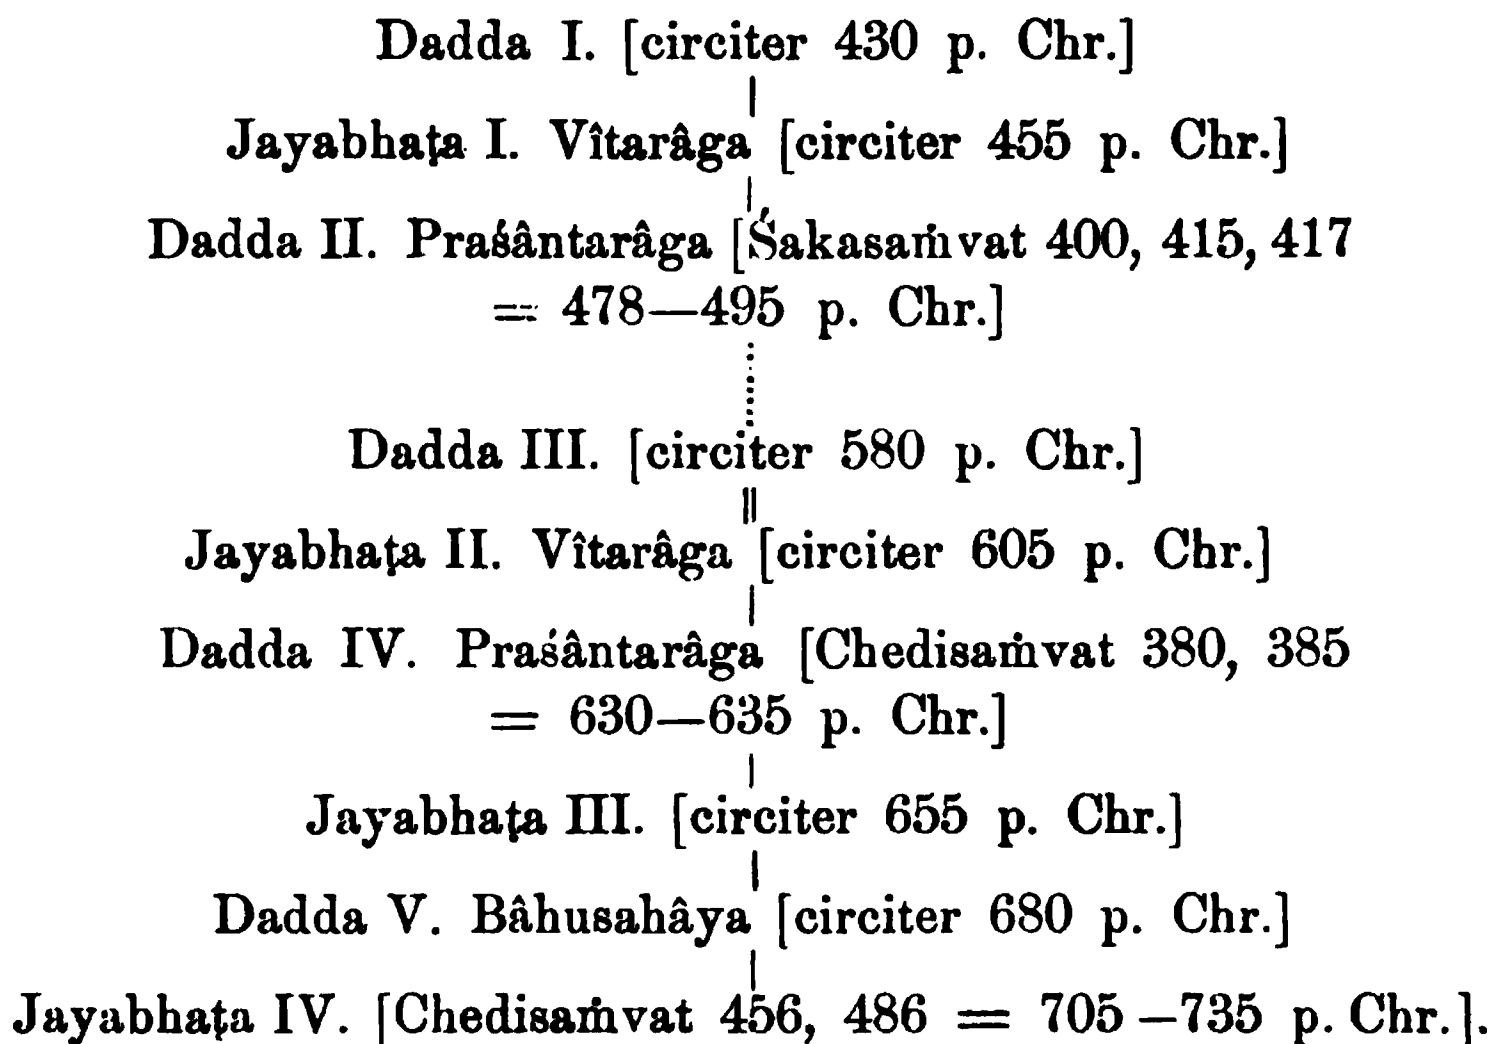 Dadda I. [circiter 430 p. Chr.]
Jayabhaṭa I. Vîtarâga [circiter 455 p. Chr.]
Dadda II. Praśântarâga [Śakasaṁvat 400, 415, 417
= 478—495 p. Chr.]
Dadda III. [circiter 580 p. Chr.]
Jayabhaṭa II. Vîtarâga [circiter 605 p. Chr.]
Dadda IV. Praśântarâga [Chedisaṁvat 380, 385
= 630—635 p. Chr.]
Jayabhaṭa III. [circiter 655 p. Chr.]
Dadda V. Bâhusahâya [circiter 680 p. Chr.]
Jayabhaṭa IV. [Chedisaṁvat 456, 486 = 705—735 p. Chr.].